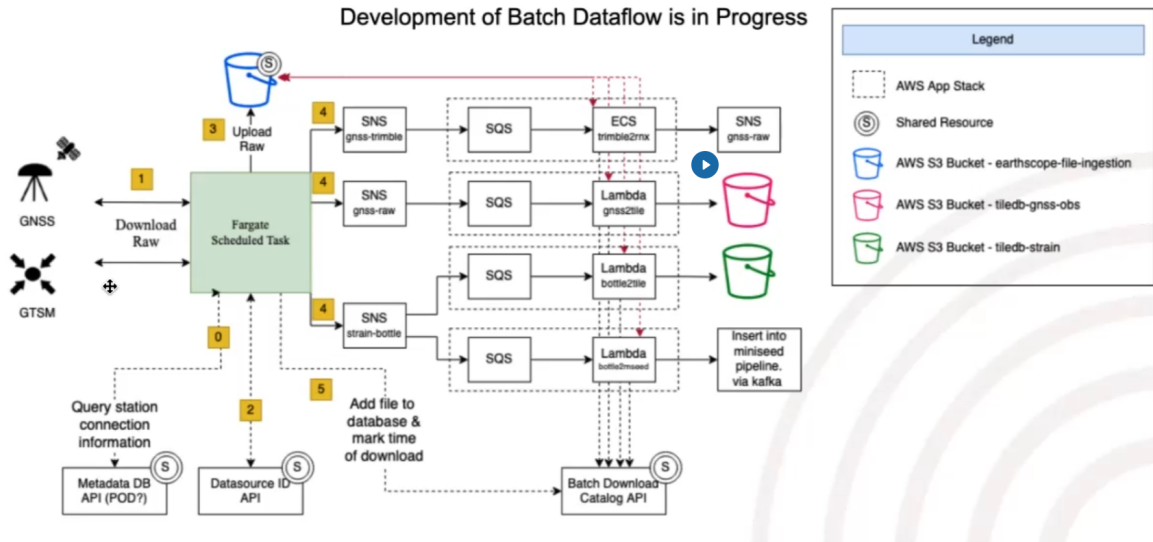 Development of Batch Dataflow is in Progress
Legend
AWS App Stack
S
Shared Resource
AWS S3 Bucket - earthscope-file-ingestion
AWS S3 Bucket - tiledb-gnss-obs
AWS S3 Bucket - tiledb-strain
S
3
Upload
Raw
GNSS
1
Download
Raw
GTSM
Fargate
Scheduled Task
4
SNS
gnss-trimble
SQS
ECS
trimble2rnx
SNS
gnss-raw
4
SNS
gnss-raw
SQS
Lambda
gnss2tile
SQS
Lambda
bottle2tile
4
SNS
strain-bottle
SQS
Lambda
bottle2mseed
Insert into
miniseed
pipeline.
via kafka
0
Query station
connection
information
2
5
Add file to
database &
mark time
of download
S
Metadata DB
API (POD?)
S
Datasource ID
API
S
Batch Download
Catalog API